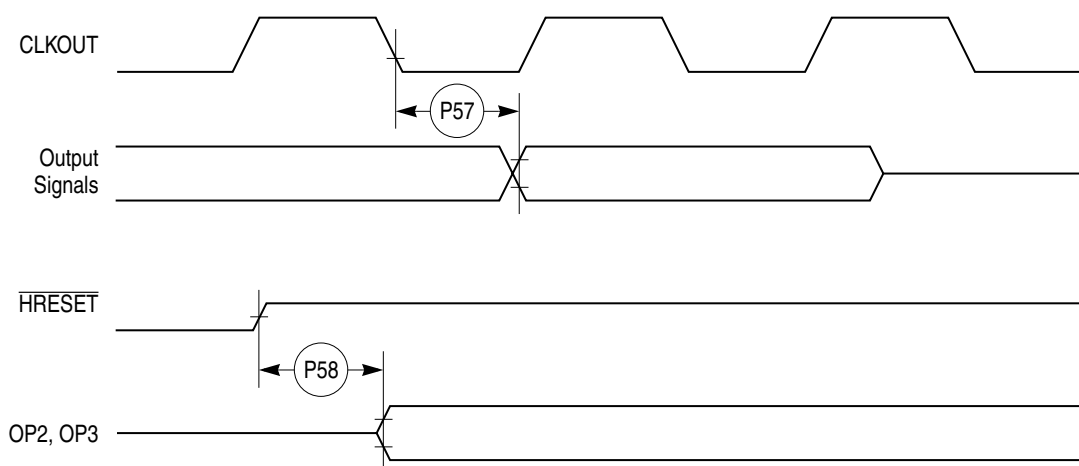 CLKOUT
P57
Output
Signals
HRESET
P58
OP2, OP3